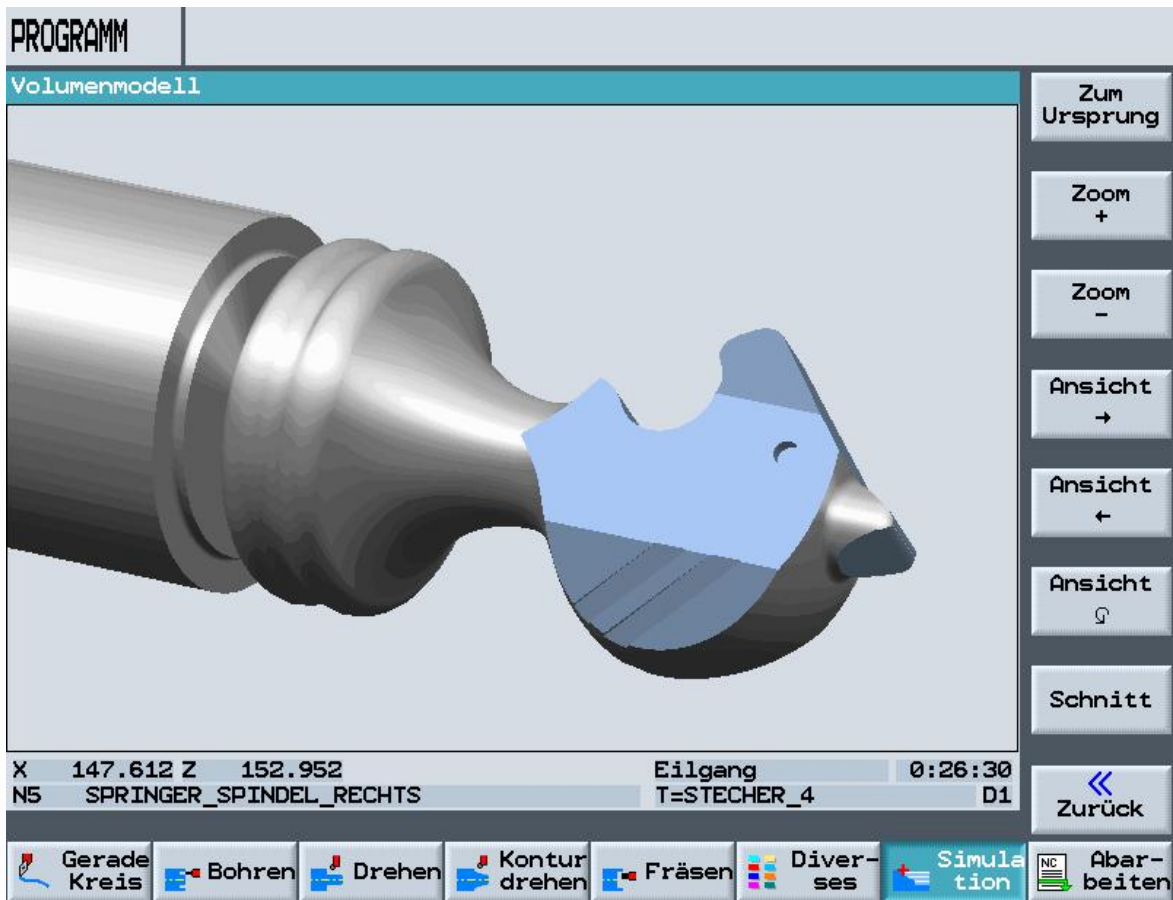 PROGRAMM
Volumenmodell
Zum
Ursprung
Zoom
+
Zoom
-
Ansicht
→
Ansicht
←
Ansicht
Schnitt
X 147.612 Z 152.952 Eilgang 0:26:30
N5 SPRINGER_SPINDEL_RECHTS T=STECHER_4 D1
«
Zurück
Gerade
Kreis
Bohren
Drehen
Kontur
drehen
Fräsen
Diver-
ses
Simula
tion
NC
Abar-
beiten